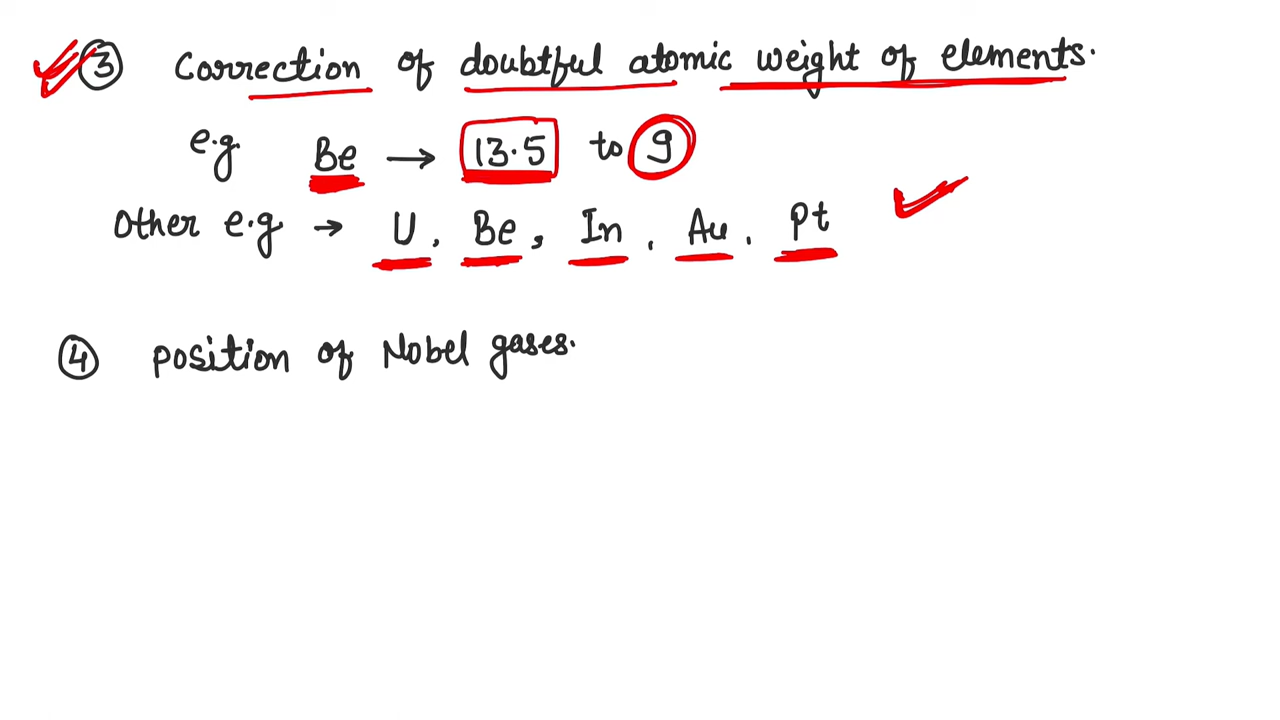 ③ Correction of doubtful atomic weight of elements.
e.g Be → 13.5 to 9
Other e.g → U, Be, In, Au, Pt
④ Position of Nobel gases.